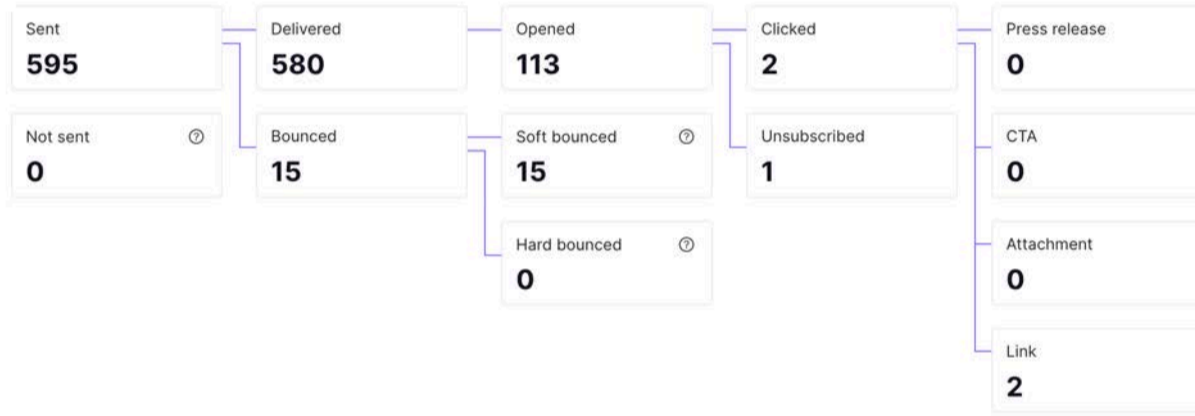 Sent
595
Delivered
580
Opened
113
Clicked
2
Press release
0
Not sent
0
Bounced
15
Soft bounced
15
Unsubscribed
1
CTA
0
Hard bounced
0
Attachment
0
Link
2